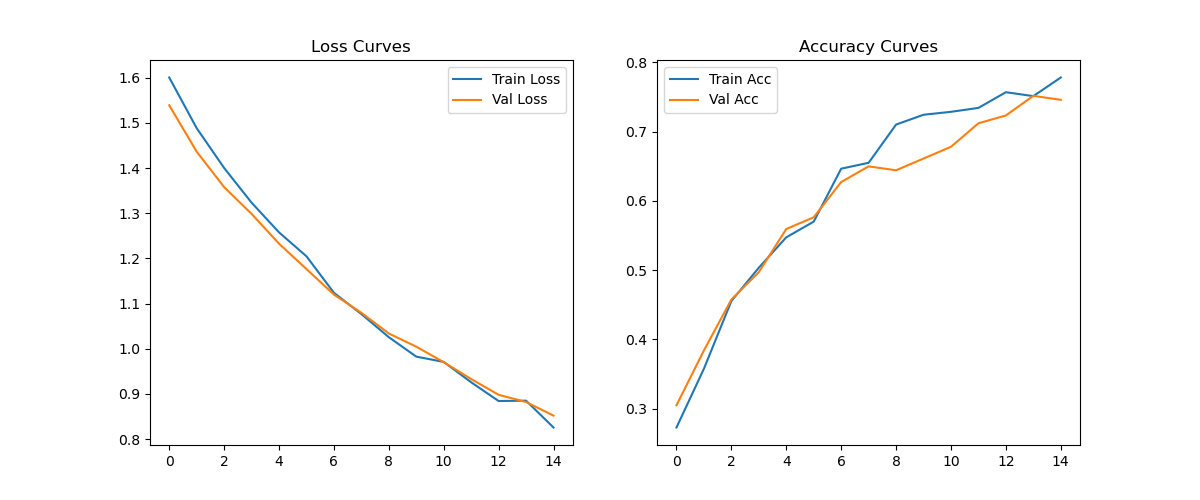 Loss Curves
1.6
1.5
1.4
1.3
1.2
1.1
1.0
0.9
0.8
0 2 4 6 8 10 12 14
Train Loss
Val Loss
Accuracy Curves
0.8
0.7
0.6
0.5
0.4
0.3
0 2 4 6 8 10 12 14
Train Acc
Val Acc